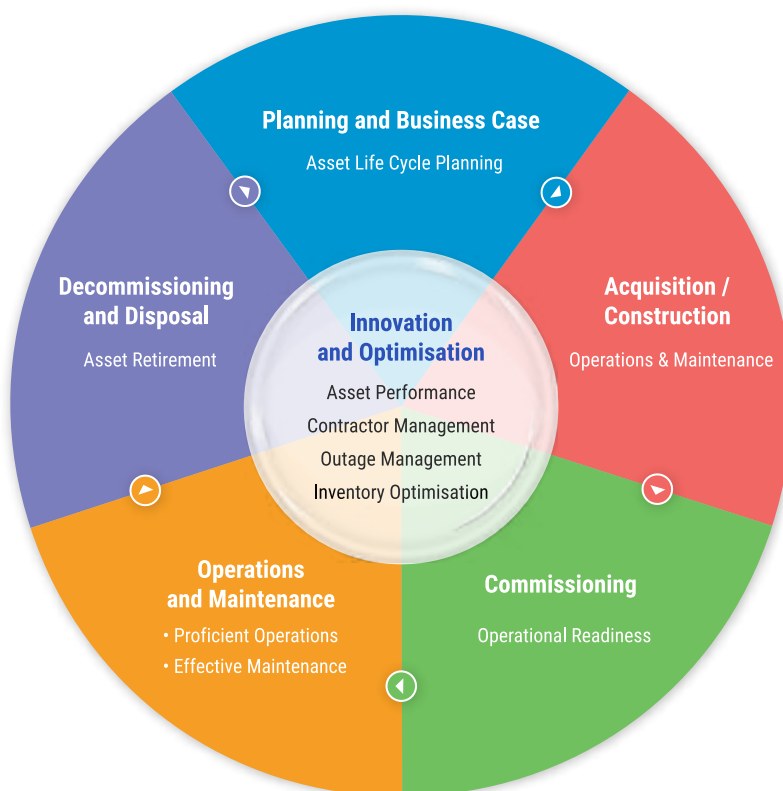 Planning and Business Case
Asset Life Cycle Planning
Decommissioning
and Disposal
Asset Retirement
Acquisition /
Construction
Operations & Maintenance
Innovation
and Optimisation
Asset Performance
Contractor Management
Outage Management
Inventory Optimisation
Operations
and Maintenance
• Proficient Operations
• Effective Maintenance
Commissioning
Operational Readiness